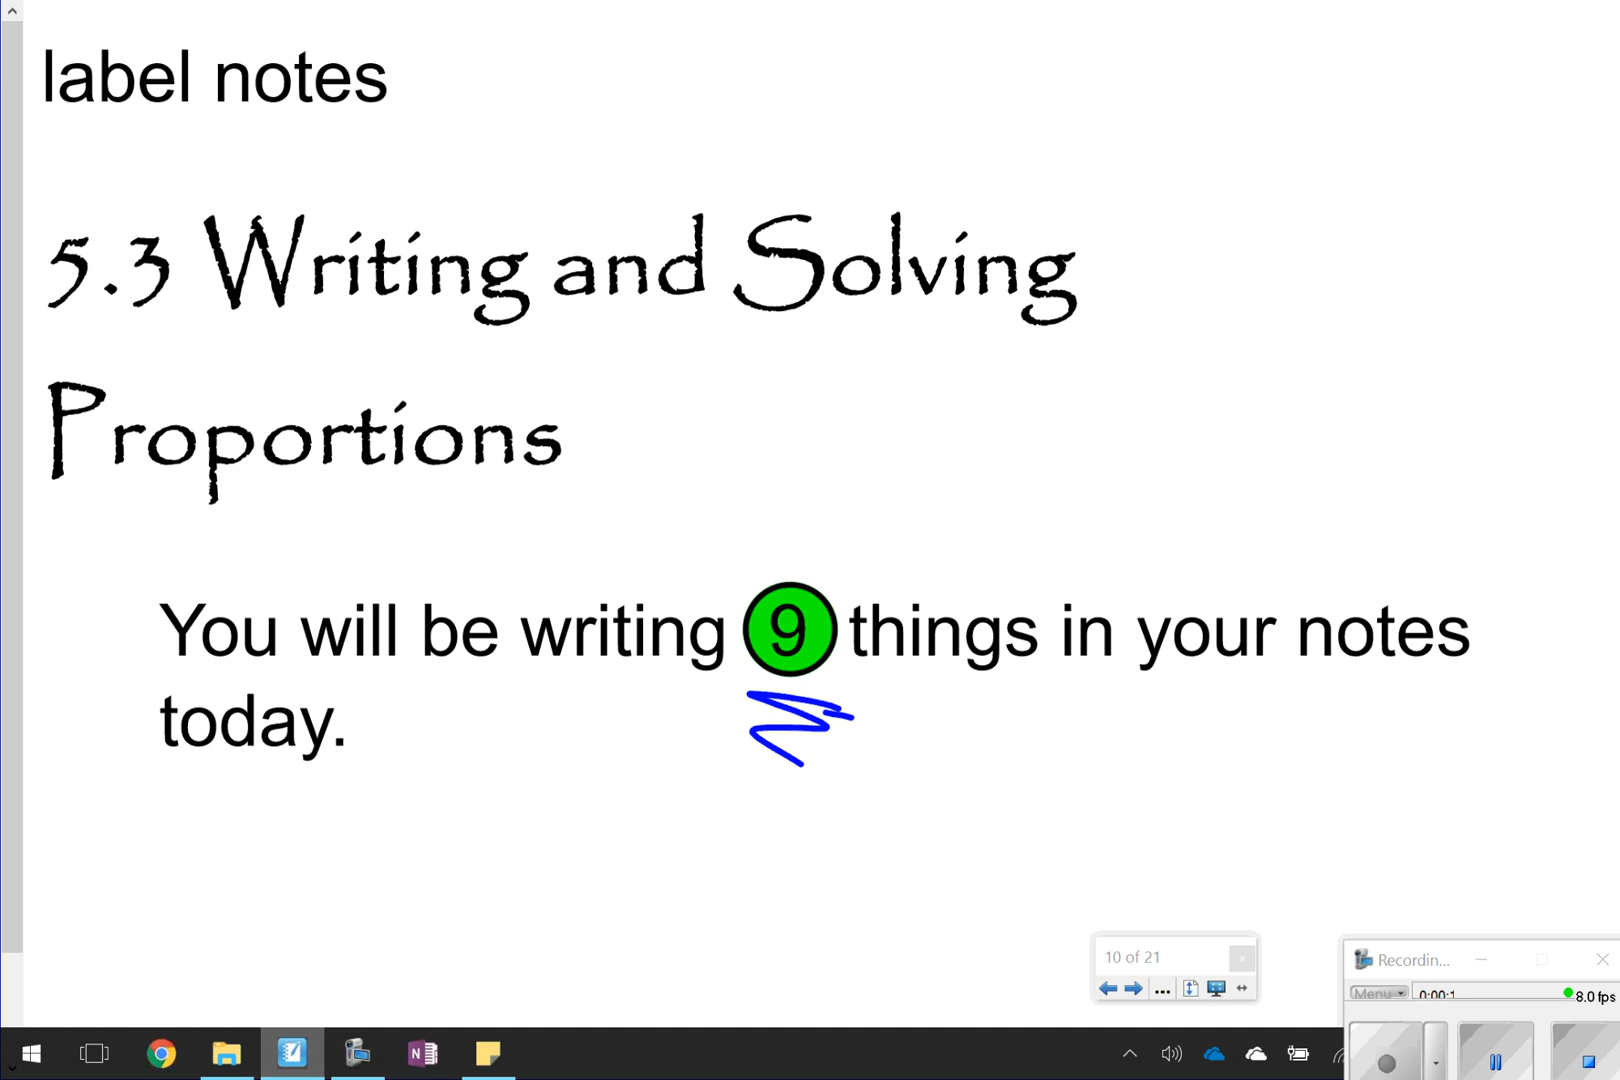 label notes
5.3 Writing and Solving
Proportions
You will be writing 9 things in your notes
today.
10 of 21
Recordin...
Menu
0:00:1
8.0 fps